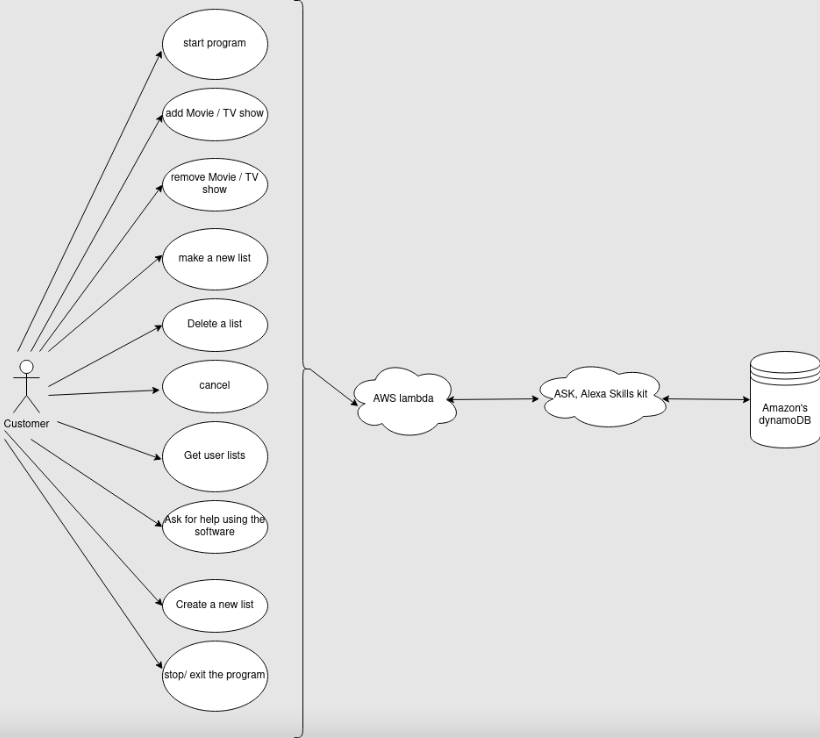 start program
add Movie / TV show
remove Movie / TV
show
make a new list
Delete a list
cancel
Customer
Get user lists
Ask for help using the
software
Create a new list
stop/ exit the program
AWS lambda
ASK, Alexa Skills kit
Amazon's
dynamoDB